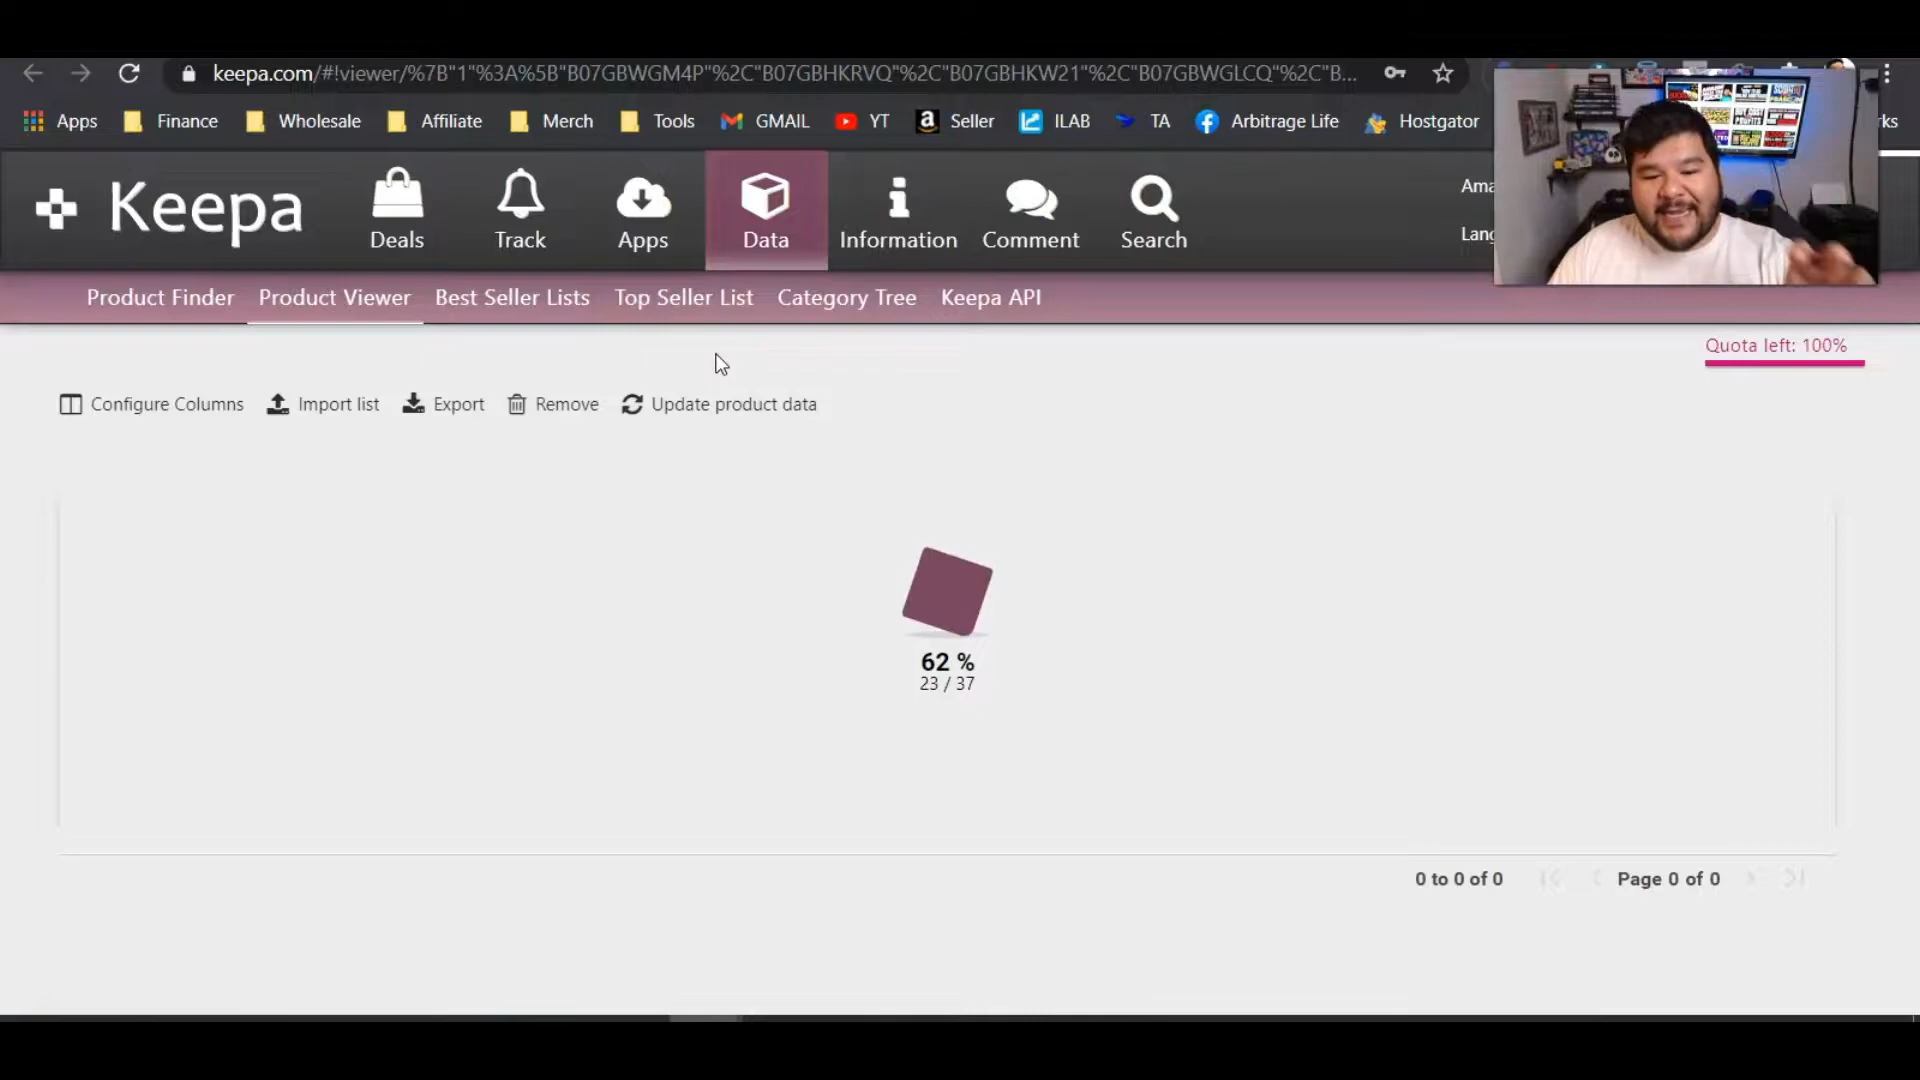 keepa.com/#!viewer/%7B"1"%3A%5B"B07GBWGM4P"%2C"B07GBHKRVQ"%2C"B07GBHKW21"%2C"B07GBWGLCQ"%2C"B...
Apps Finance Wholesale Affiliate Merch Tools GMAIL YT Seller ILAB TA Arbitrage Life Hostgator
Keepa
Deals Track Apps Data Information Comment Search
Ama
Lang
Product Finder Product Viewer Best Seller Lists Top Seller List Category Tree Keepa API
Quota left: 100%
Configure Columns Import list Export Remove Update product data
62 %
23 / 37
0 to 0 of 0 Page 0 of 0